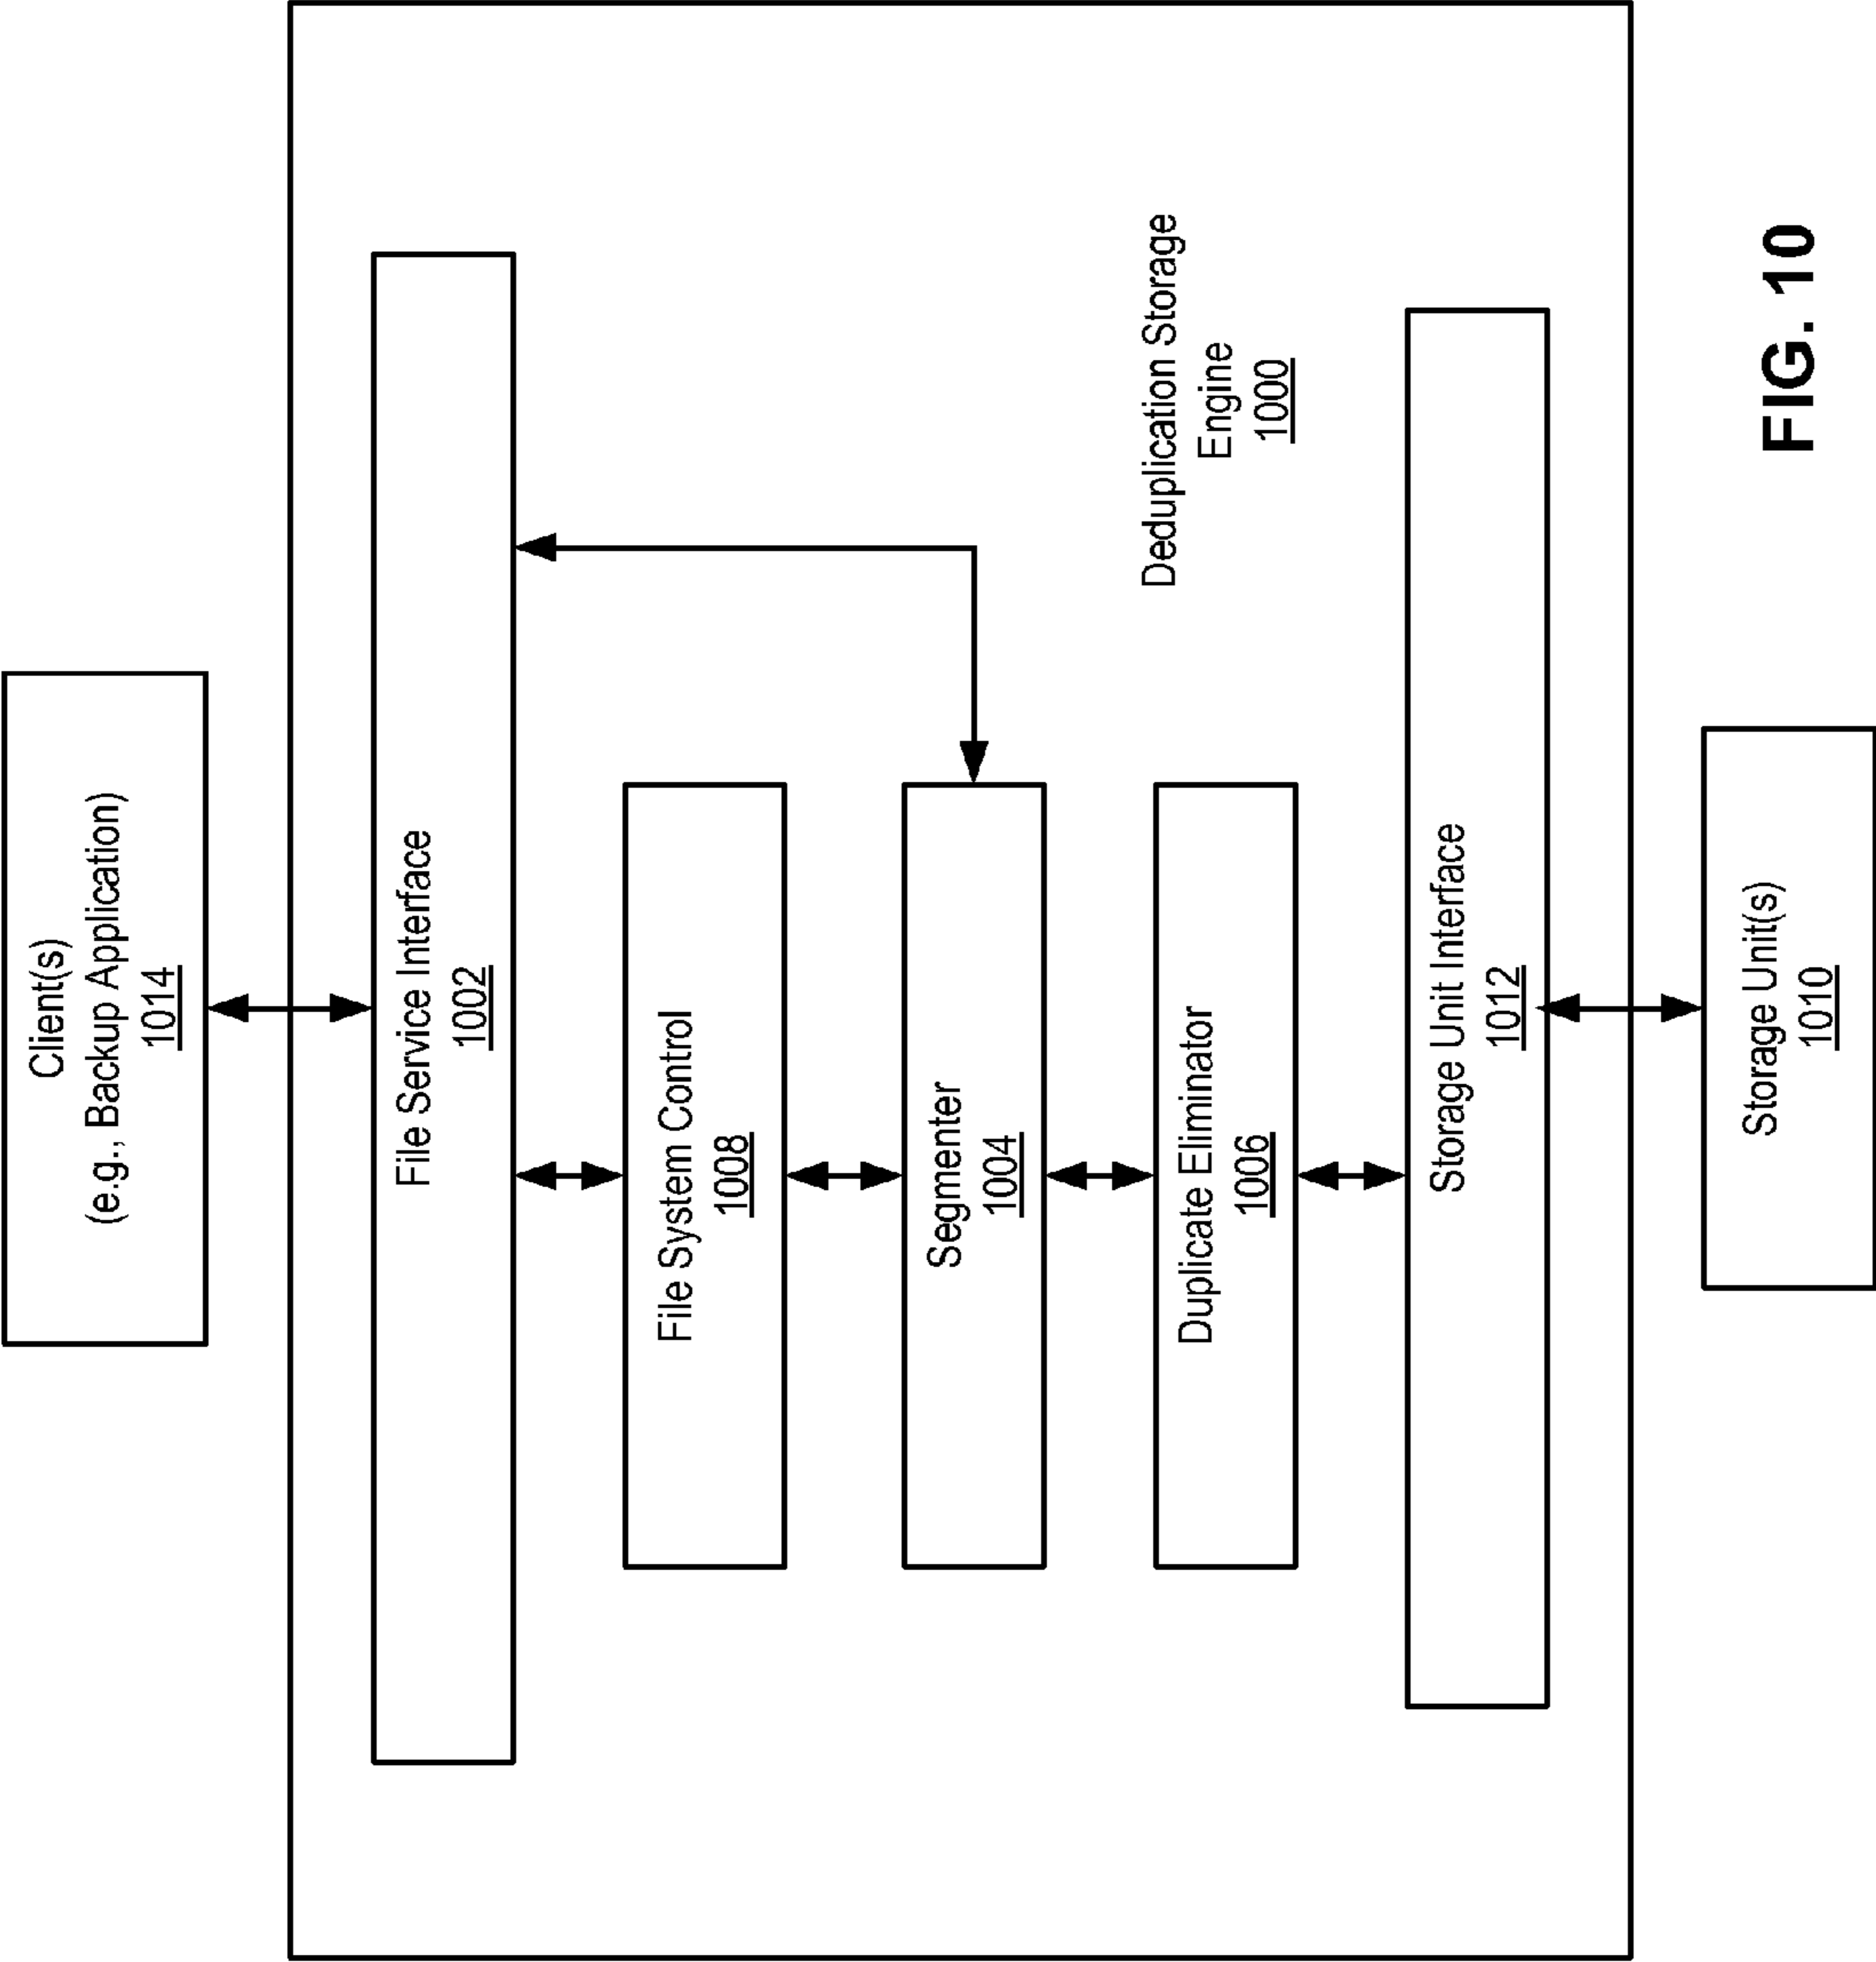 Client(s)
(e.g., Backup Application)
1014
File Service Interface
1002
File System Control
1008
Segmenter
1004
Duplicate Eliminator
1006
Deduplication Storage
Engine
1000
Storage Unit Interface
1012
Storage Unit(s)
1010
FIG. 10